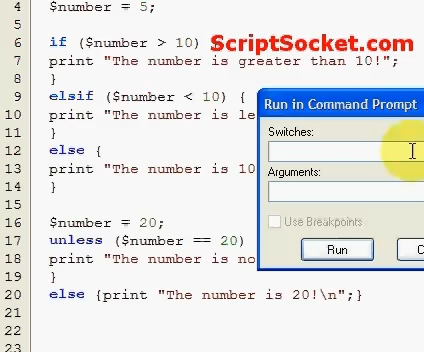 4 $number = 5;
5
6 if ($number > 10) {
ScriptSocket.com
7 print "The number is greater than 10!";
8 }
9 elsif ($number < 10) {
10 print "The number is le
11 }
12 else {
13 print "The number is 10
14 }
15
16 $number = 20;
17 unless ($number == 20)
18 print "The number is no
19 }
20 else {print "The number is 20!\n";}
21
22
23
Run in Command Prompt
Switches:
Arguments:
Use Breakpoints
Run
C